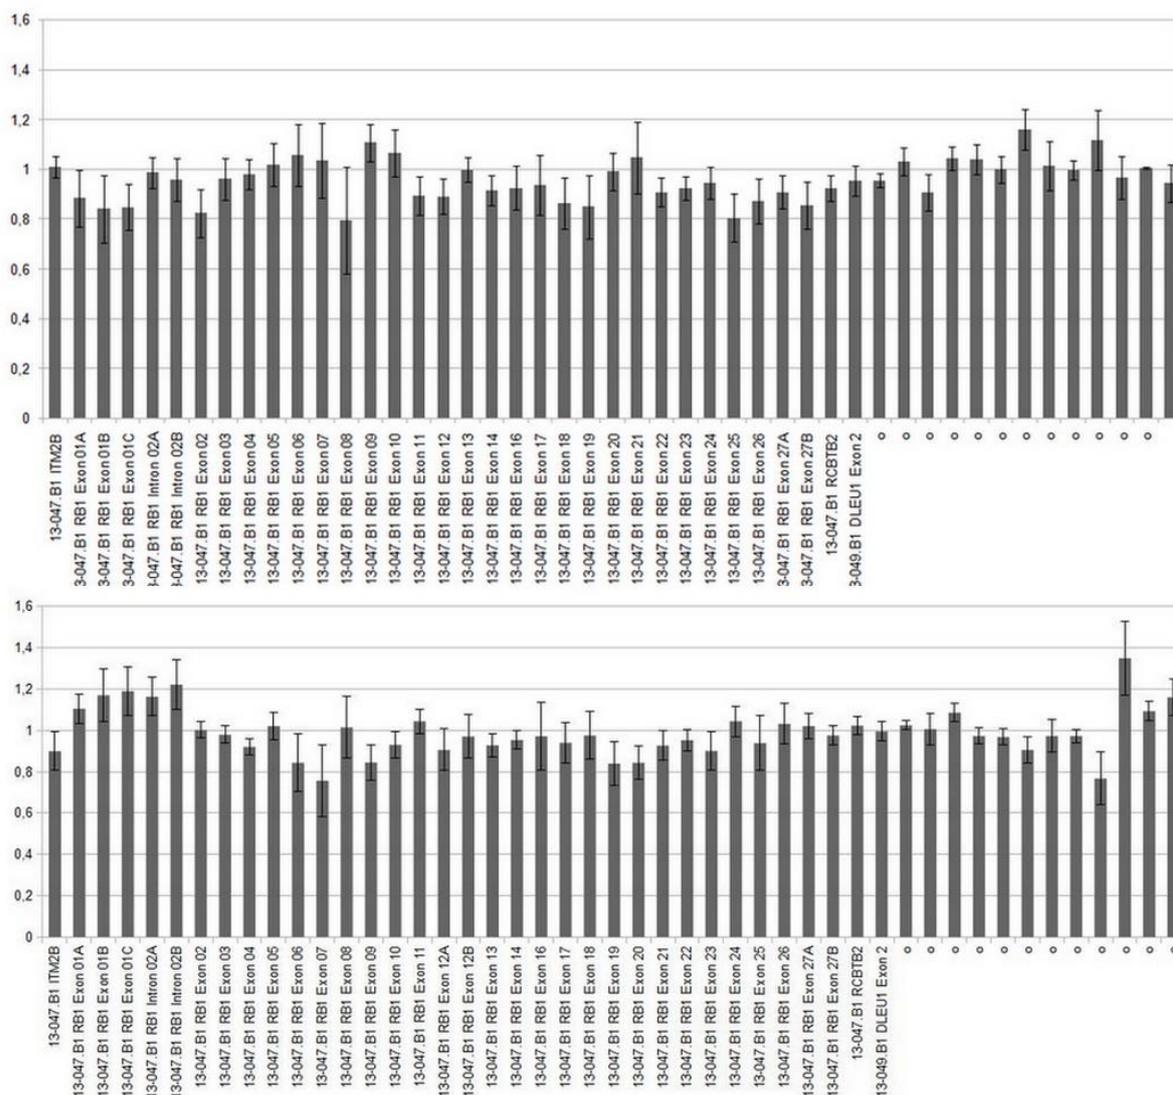 1,6
1,4
1,2
1
0,8
0,6
0,4
0,2
0
13-047.B1 ITM2B
3-047.B1 RB1 Exon 01A
3-047.B1 RB1 Exon 01B
3-047.B1 RB1 Exon 01C
3-047.B1 RB1 Intron 02A
3-047.B1 RB1 Intron 02B
13-047.B1 RB1 Exon 02
13-047.B1 RB1 Exon 03
13-047.B1 RB1 Exon 04
13-047.B1 RB1 Exon 05
13-047.B1 RB1 Exon 06
13-047.B1 RB1 Exon 07
13-047.B1 RB1 Exon 08
13-047.B1 RB1 Exon 09
13-047.B1 RB1 Exon 10
13-047.B1 RB1 Exon 11
13-047.B1 RB1 Exon 12
13-047.B1 RB1 Exon 13
13-047.B1 RB1 Exon 14
13-047.B1 RB1 Exon 16
13-047.B1 RB1 Exon 17
13-047.B1 RB1 Exon 18
13-047.B1 RB1 Exon 19
13-047.B1 RB1 Exon 20
13-047.B1 RB1 Exon 21
13-047.B1 RB1 Exon 22
13-047.B1 RB1 Exon 23
13-047.B1 RB1 Exon 24
13-047.B1 RB1 Exon 25
13-047.B1 RB1 Exon 26
3-047.B1 RB1 Exon 27A
3-047.B1 RB1 Exon 27B
13-047.B1 RCBTB2
3-049.B1 DLEU1 Exon 2
o
o
o
o
o
o
o
o
o
o
o
o
1,6
1,4
1,2
1
0,8
0,6
0,4
0,2
0
13-047.B1 ITM2B
13-047.B1 RB1 Exon 01A
13-047.B1 RB1 Exon 01B
13-047.B1 RB1 Exon 01C
13-047.B1 RB1 Intron 02A
13-047.B1 RB1 Intron 02B
13-047.B1 RB1 Exon 02
13-047.B1 RB1 Exon 03
13-047.B1 RB1 Exon 04
13-047.B1 RB1 Exon 05
13-047.B1 RB1 Exon 06
13-047.B1 RB1 Exon 07
13-047.B1 RB1 Exon 08
13-047.B1 RB1 Exon 09
13-047.B1 RB1 Exon 10
13-047.B1 RB1 Exon 11
13-047.B1 RB1 Exon 12A
13-047.B1 RB1 Exon 12B
13-047.B1 RB1 Exon 13
13-047.B1 RB1 Exon 14
13-047.B1 RB1 Exon 16
13-047.B1 RB1 Exon 17
13-047.B1 RB1 Exon 18
13-047.B1 RB1 Exon 19
13-047.B1 RB1 Exon 20
13-047.B1 RB1 Exon 21
13-047.B1 RB1 Exon 22
13-047.B1 RB1 Exon 23
13-047.B1 RB1 Exon 24
13-047.B1 RB1 Exon 25
13-047.B1 RB1 Exon 26
13-047.B1 RB1 Exon 27A
13-047.B1 RB1 Exon 27B
13-047.B1 RCBTB2
13-049.B1 DLEU1 Exon 2
o
o
o
o
o
o
o
o
o
o
o